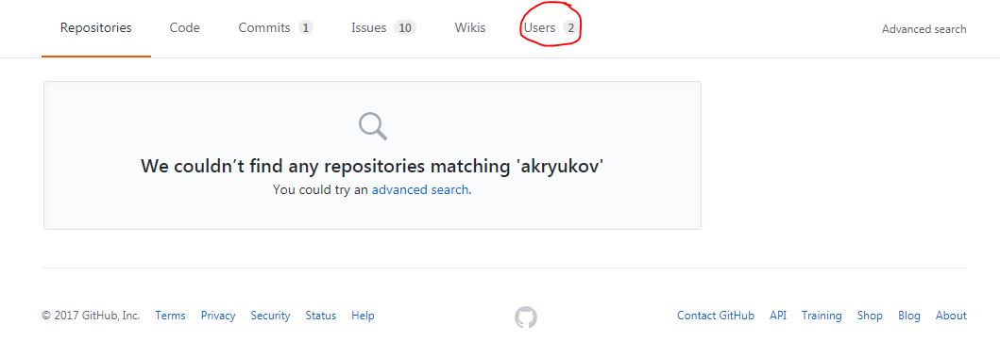 Repositories Code Commits 1 Issues 10 Wikis Users 2 Advanced search
We couldn’t find any repositories matching 'akryukov'
You could try an advanced search.
© 2017 GitHub, Inc. Terms Privacy Security Status Help Contact GitHub API Training Shop Blog About